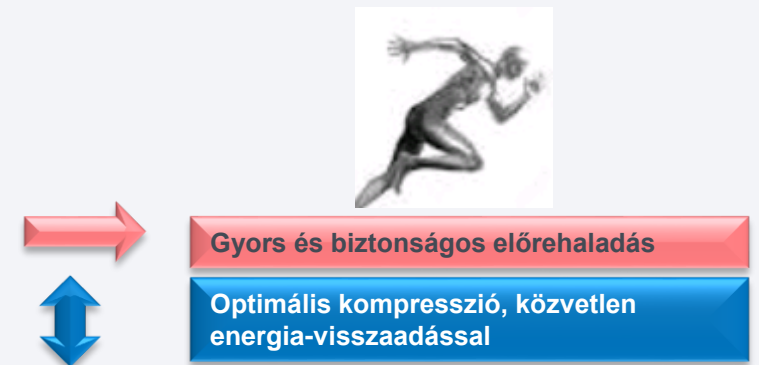 Gyors és biztonságos előrehaladás
Optimális kompresszió, közvetlen
energia-visszaadással